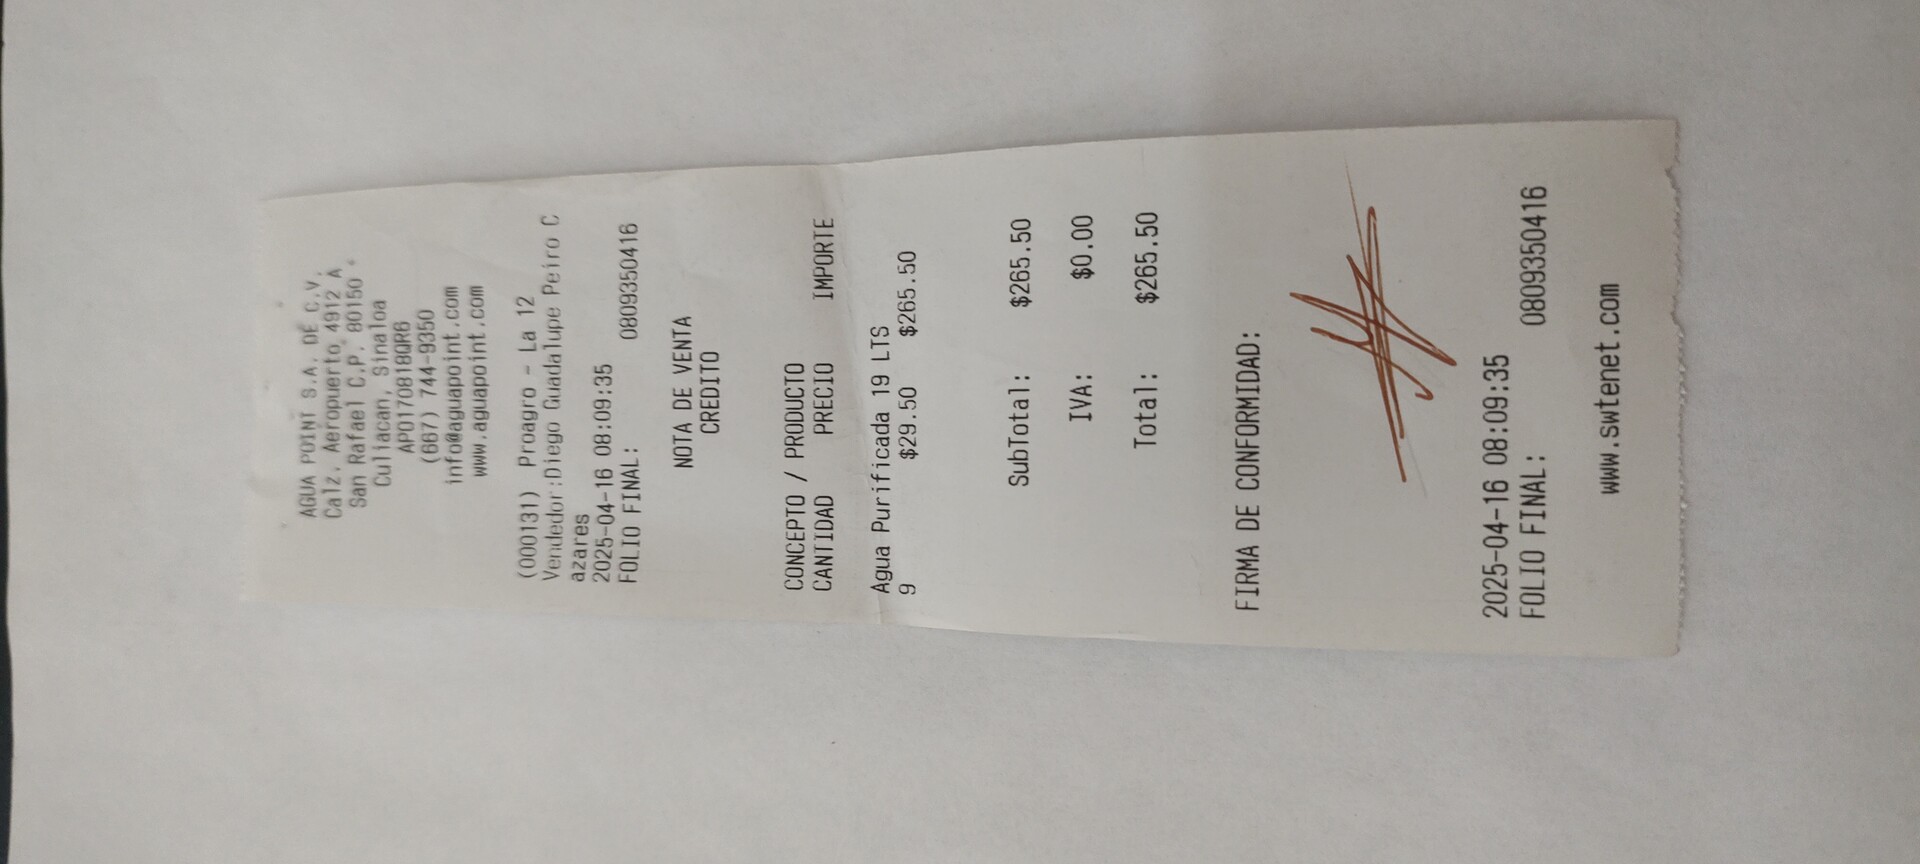 AGUA POINT S.A. DE C.V.
Calz. Aeropuerto 4912 A
San Rafael C.P. 80150
Culiacan, Sinaloa
APO170818QR6
(667) 744-9350
info@aguapoint.com
www.aguapoint.com
(000131) Proagro - La 12
Vendedor:Diego Guadalupe Peiro C
azares
2025-04-16 08:09:35
FOLIO FINAL: 0809350416
NOTA DE VENTA
CREDITO
CONCEPTO / PRODUCTO
CANTIDAD PRECIO IMPORTE
Agua Purificada 19 LTS
9 $29.50 $265.50
SubTotal: $265.50
IVA: $0.00
Total: $265.50
FIRMA DE CONFORMIDAD:
2025-04-16 08:09:35
FOLIO FINAL: 0809350416
www.swtenet.com